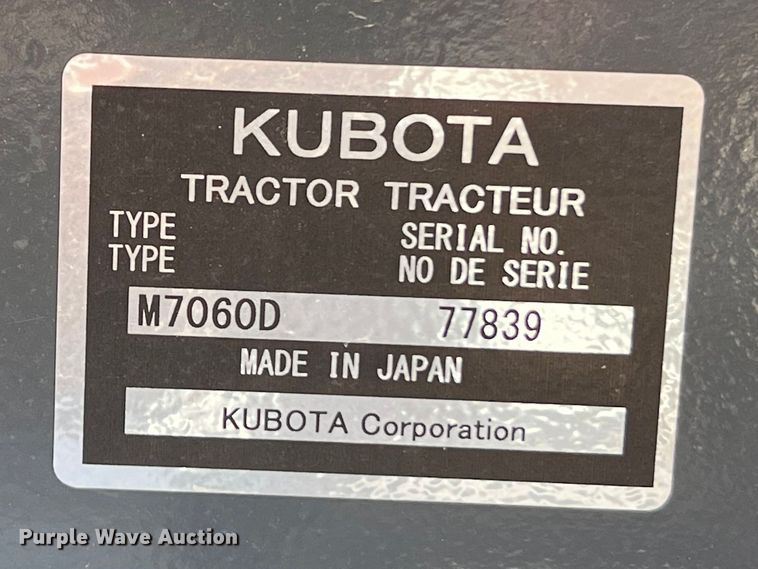 KUBOTA
TRACTOR TRACTEUR
TYPE SERIAL NO.
TYPE NO DE SERIE
M7060D 77839
MADE IN JAPAN
KUBOTA Corporation
Purple Wave Auction